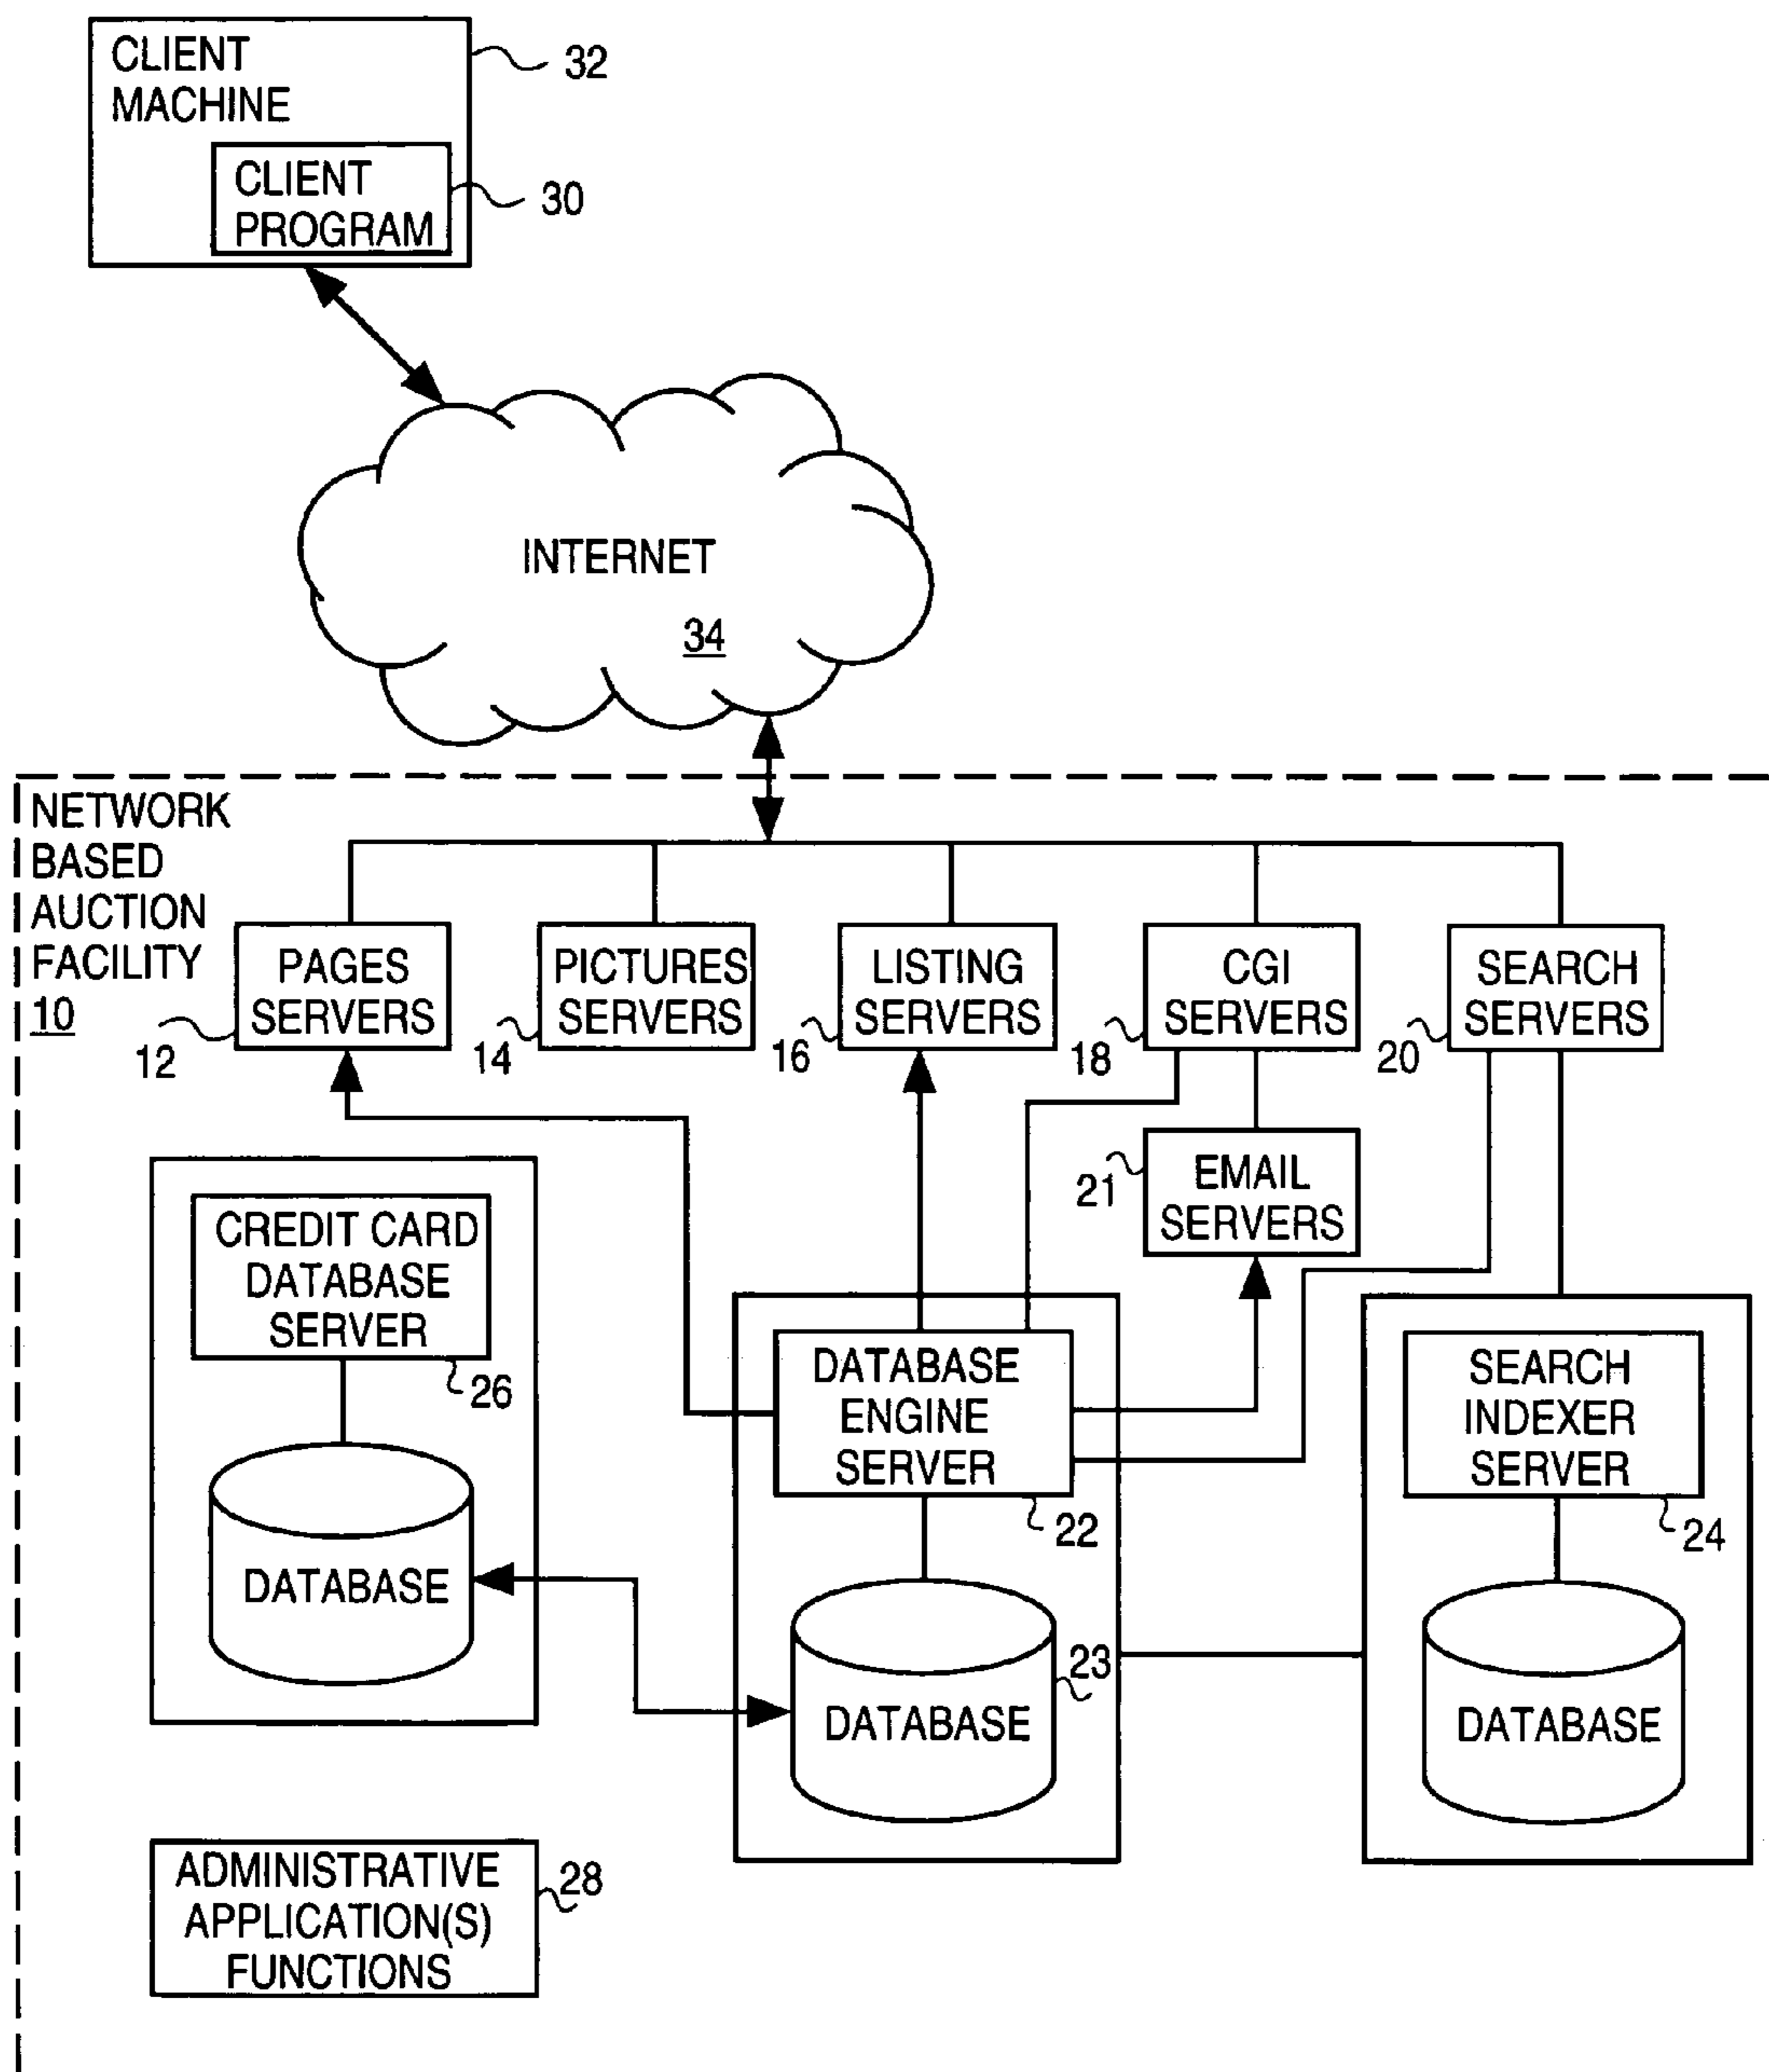 CLIENT
MACHINE
32
CLIENT
PROGRAM
30
INTERNET
34
NETWORK
BASED
AUCTION
FACILITY
10
PAGES
SERVERS
12
PICTURES
SERVERS
14
LISTING
SERVERS
16
CGI
SERVERS
18
SEARCH
SERVERS
20
EMAIL
SERVERS
21
CREDIT CARD
DATABASE
SERVER
26
DATABASE
DATABASE
ENGINE
SERVER
22
DATABASE
23
SEARCH
INDEXER
SERVER
24
DATABASE
ADMINISTRATIVE
APPLICATION(S)
FUNCTIONS
28